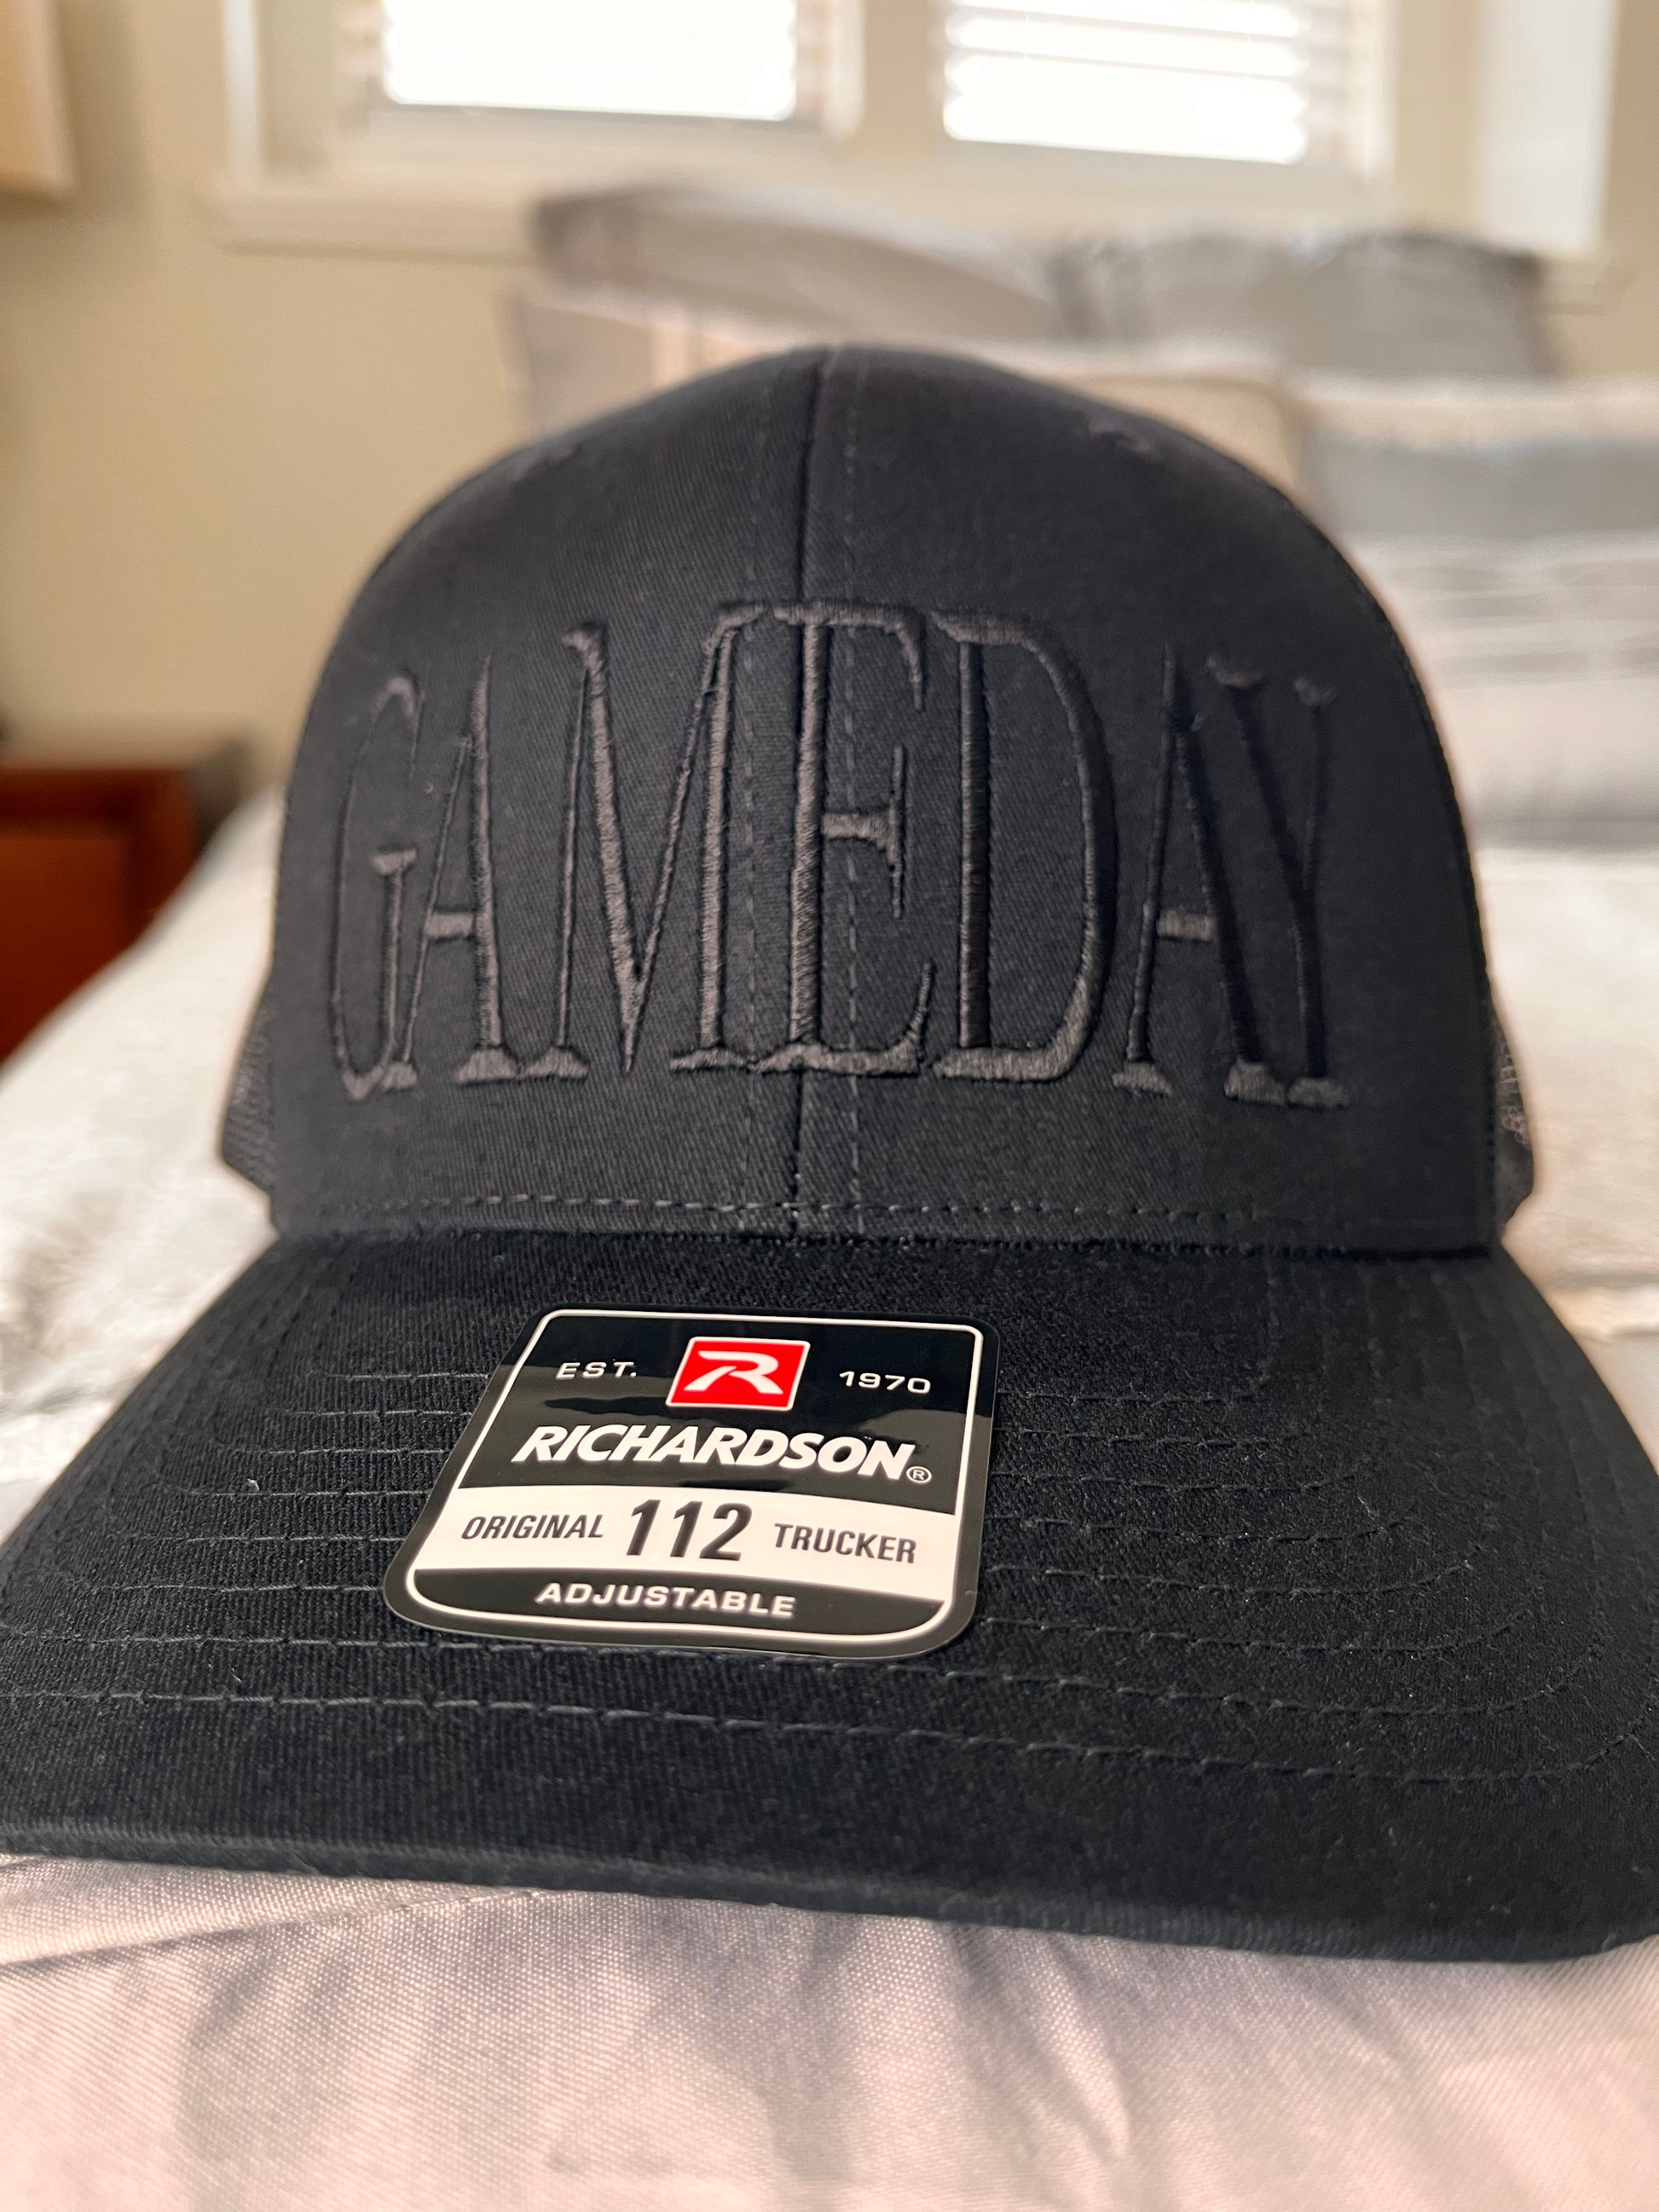 GAMEDAY
EST. R 1970
RICHARDSON®
ORIGINAL 112 TRUCKER
ADJUSTABLE